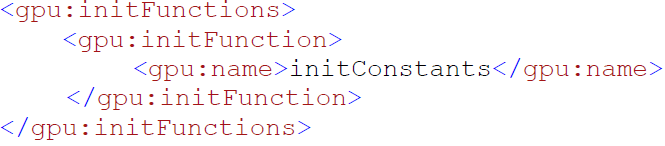 <gpu:initFunctions>
<gpu:initFunction>
<gpu:name>initConstants</gpu:name>
</gpu:initFunction>
</gpu:initFunctions>